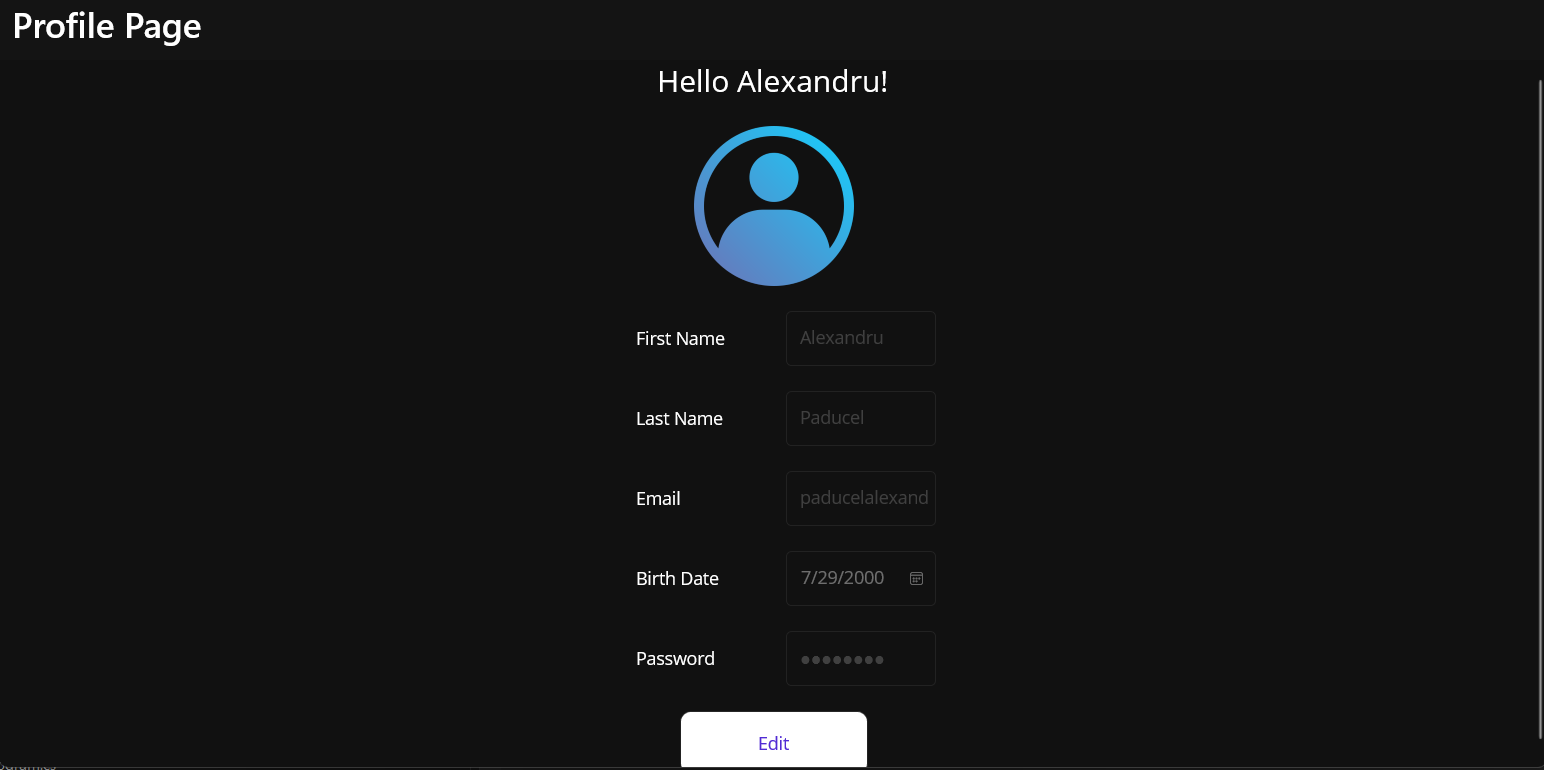 Profile Page
Hello Alexandru!
First Name Alexandru
Last Name Paducel
Email paducelalexand
Birth Date 7/29/2000
Password ••••••••
Edit